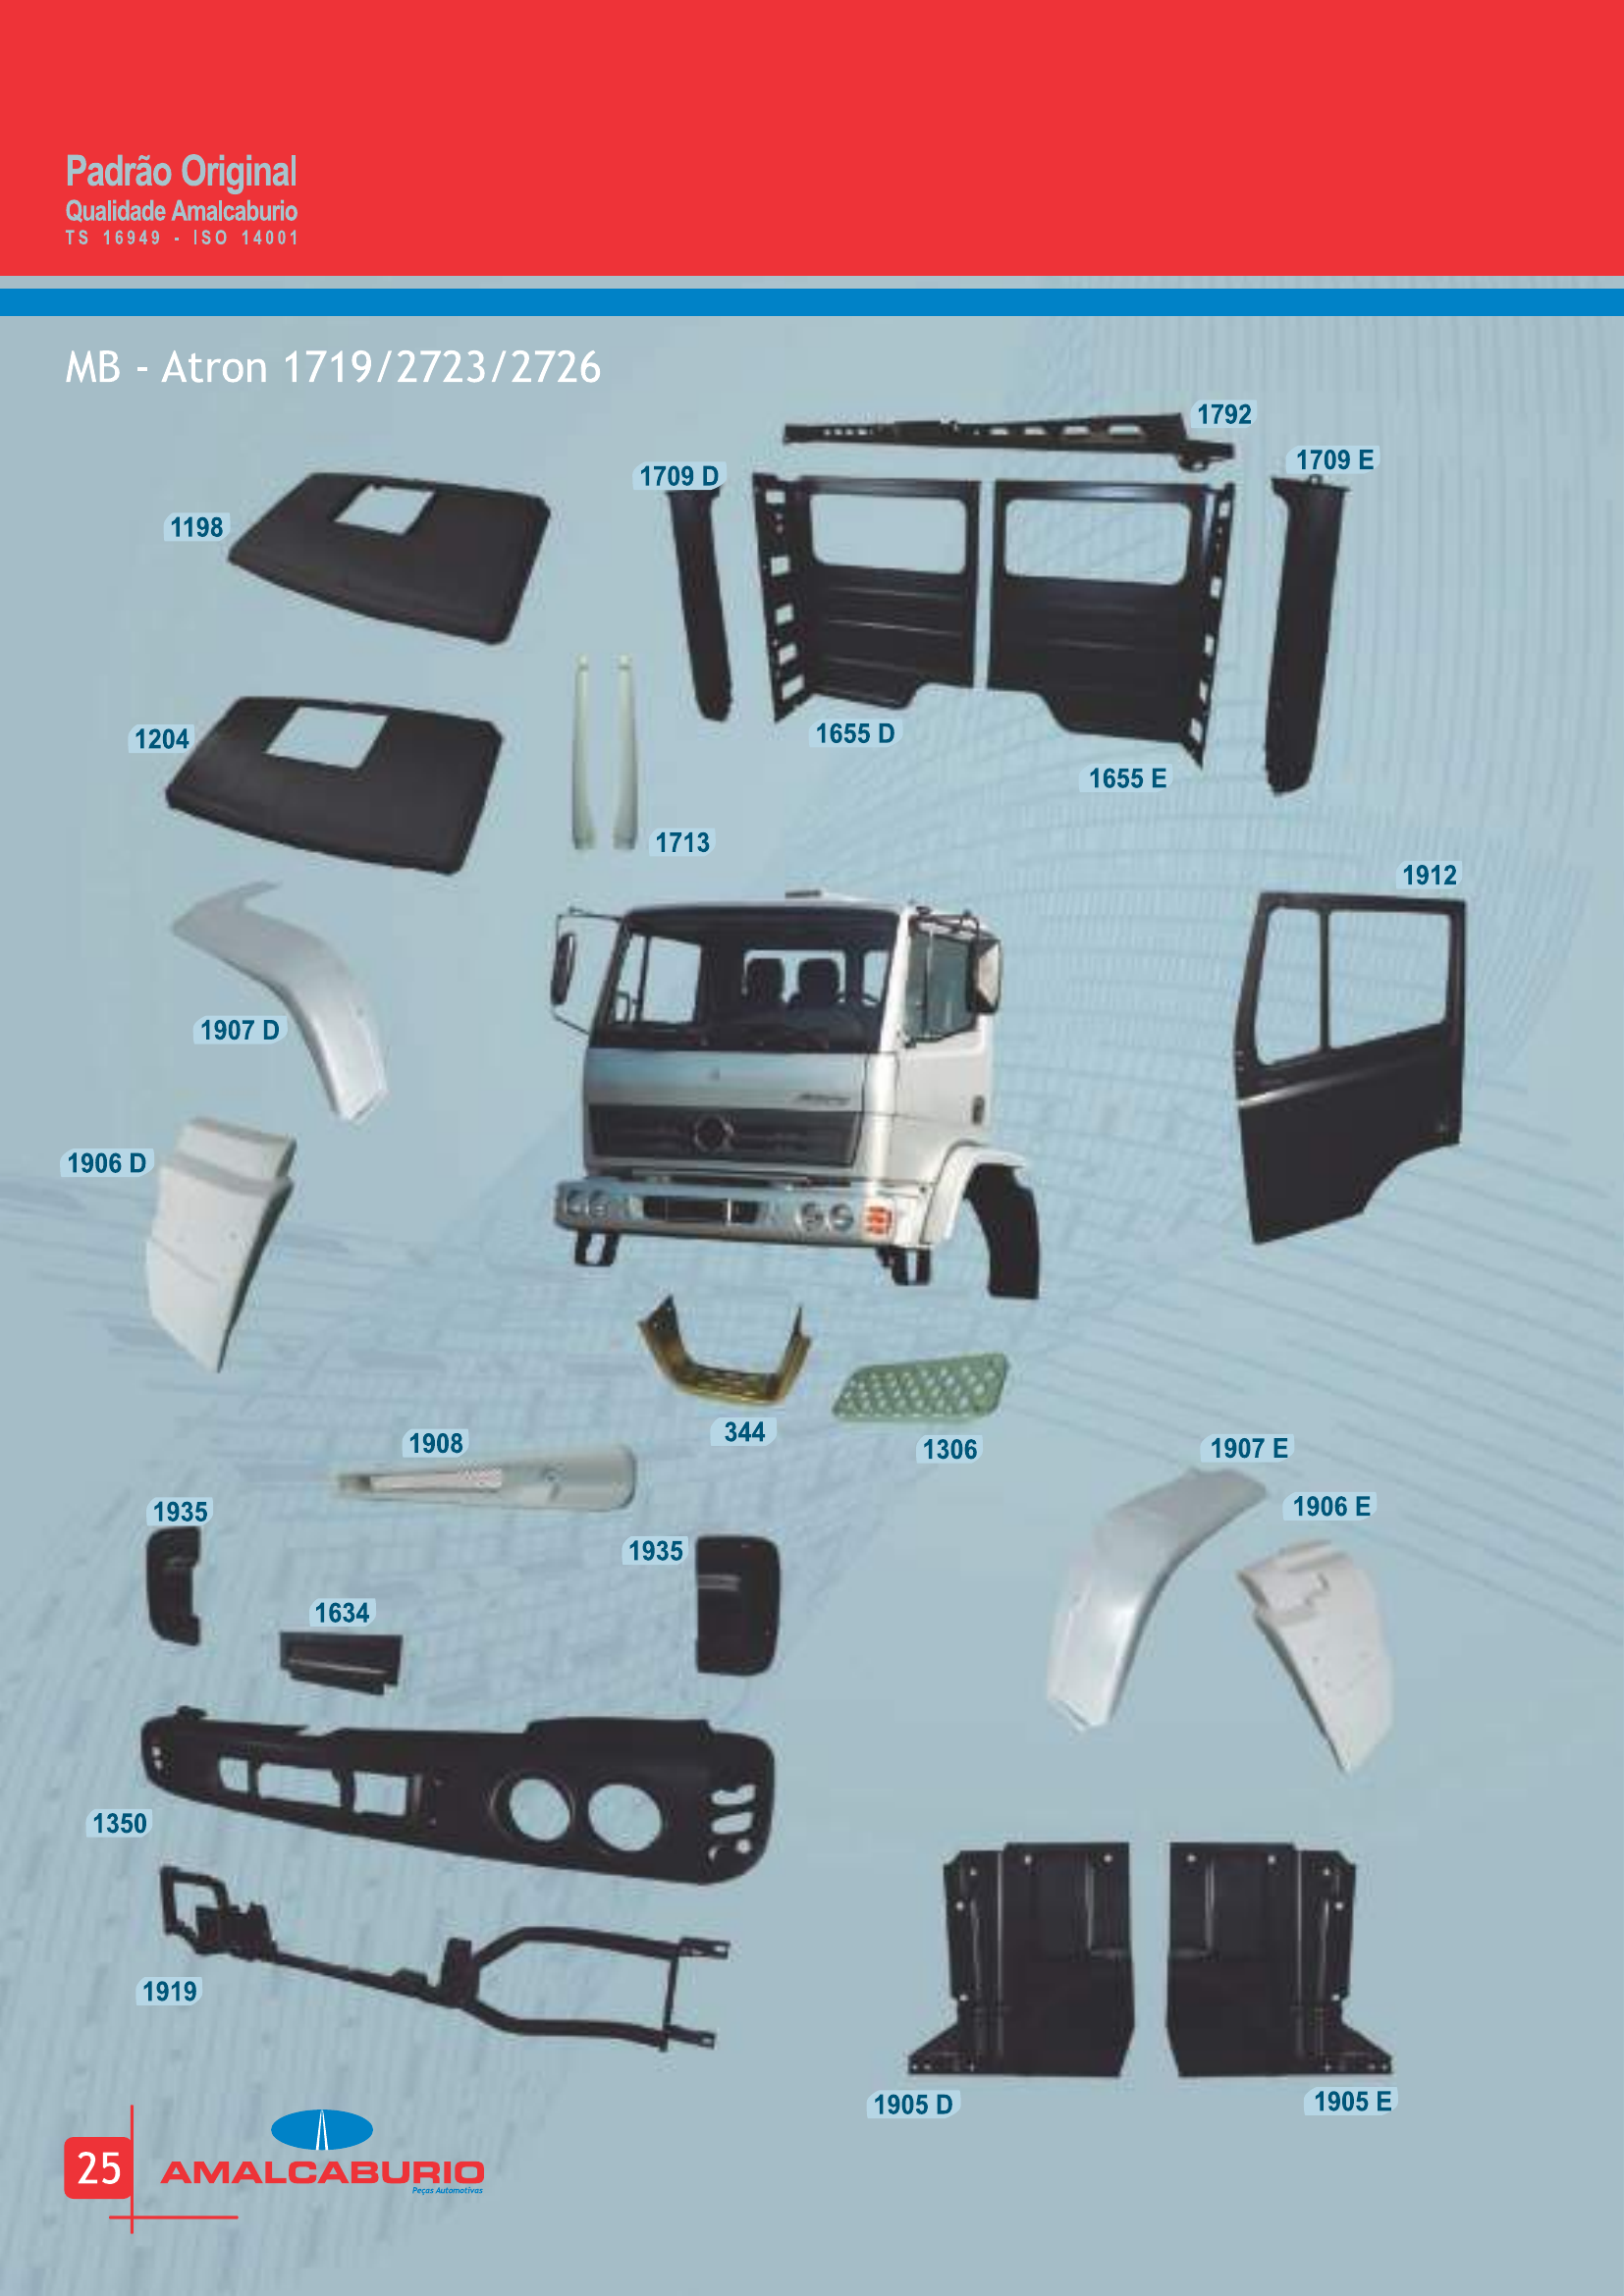 Padrão Original
Qualidade Amalcaburio
TS 16949 - ISO 14001
MB - Atron 1719/2723/2726
1792
1709 D
1709 E
1198
1655 D
1204
1655 E
1713
1912
1907 D
1906 D
344
1306
1908
1907 E
1935
1906 E
1935
1634
1350
1919
1905 D
1905 E
25
AMALCABURIO
Peças Automotivas